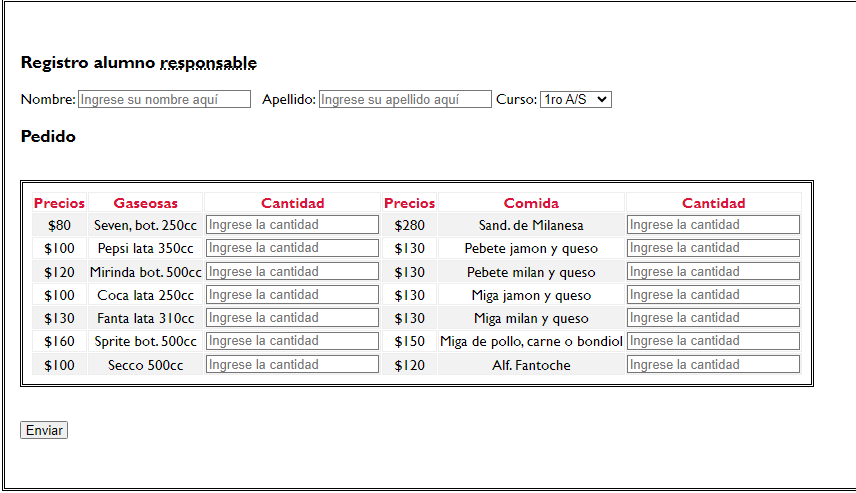 Registro alumno responsable
Nombre: Ingrese su nombre aquí Apellido: Ingrese su apellido aquí Curso: 1ro A/S
Pedido
Precios Gaseosas Cantidad Precios Comida Cantidad
$80 Seven, bot. 250cc Ingrese la cantidad $280 Sand. de Milanesa Ingrese la cantidad
$100 Pepsi lata 350cc Ingrese la cantidad $130 Pebete jamon y queso Ingrese la cantidad
$120 Mirinda bot. 500cc Ingrese la cantidad $130 Pebete milan y queso Ingrese la cantidad
$100 Coca lata 250cc Ingrese la cantidad $130 Miga jamon y queso Ingrese la cantidad
$130 Fanta lata 310cc Ingrese la cantidad $130 Miga milan y queso Ingrese la cantidad
$160 Sprite bot. 500cc Ingrese la cantidad $150 Miga de pollo, carne o bondiol Ingrese la cantidad
$100 Secco 500cc Ingrese la cantidad $120 Alf. Fantoche Ingrese la cantidad
Enviar